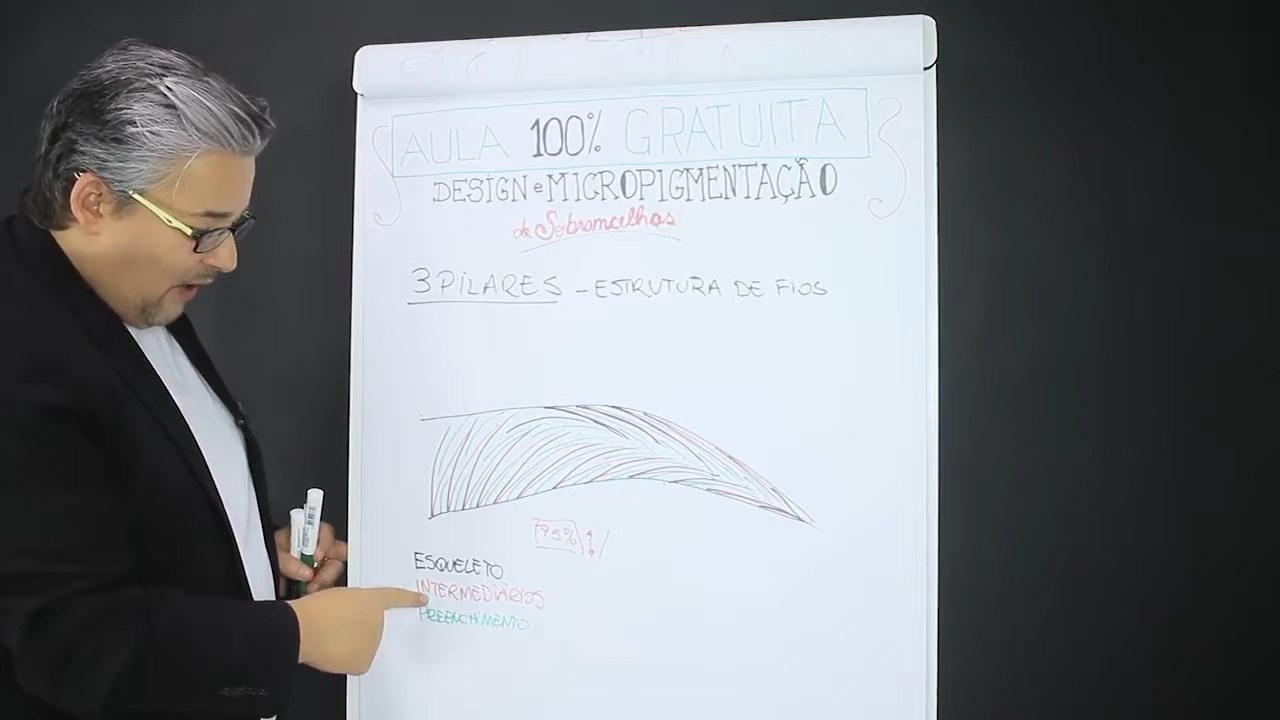 AULA 100% GRATUITA
DESIGN e MICROPIGMENTAÇÃO
de Sobrancelhas
3 PILARES - ESTRUTURA DE FIOS
75%
ESQUELETO
INTERMEDIÁRIOS
PREENCHIMENTO